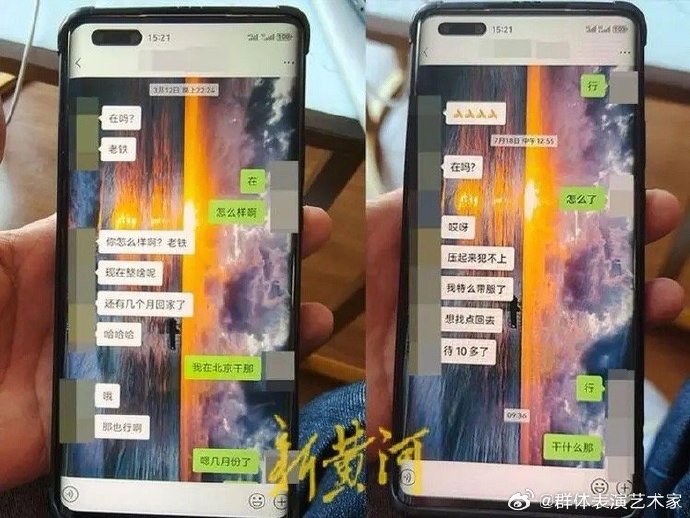 15:21
3月12日 晚上22:24
在吗？
老铁
在
怎么样啊
你怎么样啊？老铁
现在整啥呢
还有几个月回家了
哈哈哈
我在北京干那
哦
那也行啊
嗯几月份了
15:21
行
7月18日 中午12:55
在吗？
怎么了
哎呀
压起来犯不上
我特么带服了
想找点回去
待10多了
行
09:36
干什么那
新黄河
@群体表演艺术家